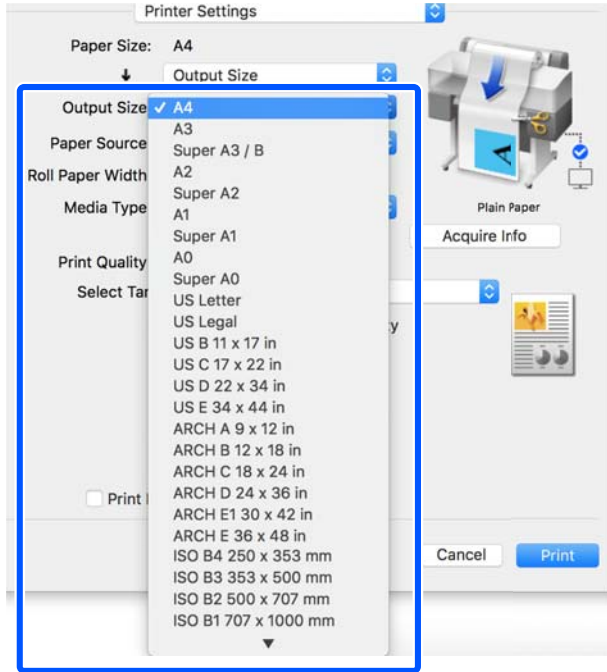 Printer Settings
Paper Size: A4
Output Size
Output Size ✓ A4
A3
Paper Source
Super A3 / B
Roll Paper Width
A2
Super A2
Media Type
A1
Plain Paper
Super A1
Acquire Info
Print Quality
A0
Select Tar
Super A0
US Letter
US Legal
y
US B 11 x 17 in
US C 17 x 22 in
US D 22 x 34 in
US E 34 x 44 in
ARCH A 9 x 12 in
ARCH B 12 x 18 in
ARCH C 18 x 24 in
ARCH D 24 x 36 in
Print
ARCH E1 30 x 42 in
ARCH E 36 x 48 in
ISO B4 250 x 353 mm
Cancel
Print
ISO B3 353 x 500 mm
ISO B2 500 x 707 mm
ISO B1 707 x 1000 mm